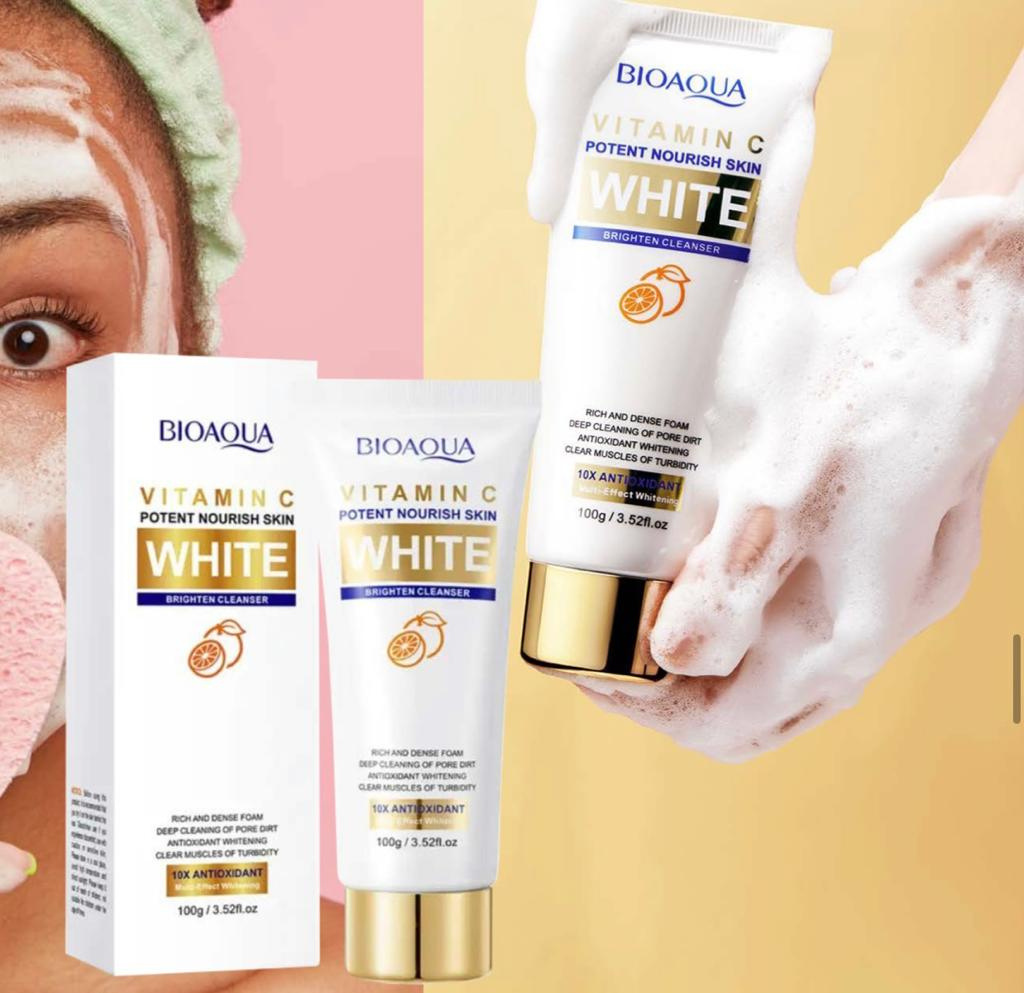 BIOAQUA
VITAMIN C
POTENT NOURISH SKIN
WHITE
BRIGHTEN CLEANSER
RICH AND DENSE FOAM
DEEP CLEANING OF PORE DIRT
ANTIOXIDANT WHITENING
CLEAR MUSCLES OF TURBIDITY
10X ANTIOXIDANT
Multi-Effect Whitening
100g / 3.52fl.oz
BIOAQUA
VITAMIN C
POTENT NOURISH SKIN
WHITE
BRIGHTEN CLEANSER
RICH AND DENSE FOAM
DEEP CLEANING OF PORE DIRT
ANTIOXIDANT WHITENING
CLEAR MUSCLES OF TURBIDITY
10X ANTIOXIDANT
Multi-Effect Whitening
100g / 3.52fl.oz
BIOAQUA
VITAMIN C
POTENT NOURISH SKIN
WHITE
BRIGHTEN CLEANSER
RICH AND DENSE FOAM
DEEP CLEANING OF PORE DIRT
ANTIOXIDANT WHITENING
CLEAR MUSCLES OF TURBIDITY
10X ANTIOXIDANT
Effect
100g / 3.52fl.oz